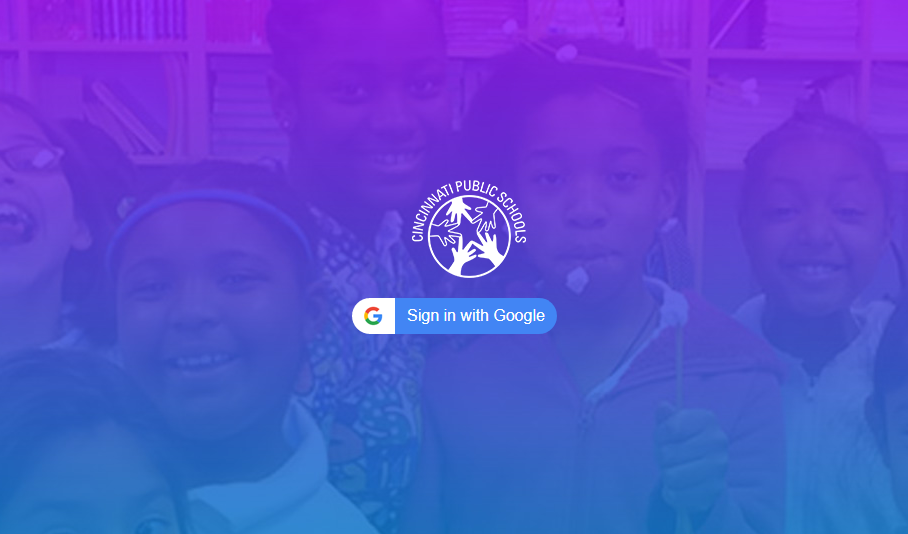 CINCINNATI PUBLIC SCHOOLS
Sign in with Google